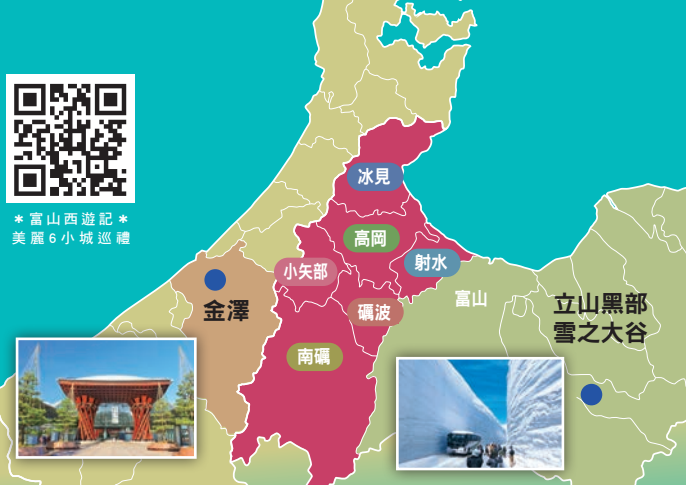 ＊富山西遊記＊
美麗6小城巡禮
冰見
高岡
射水
小矢部
金澤
礪波
富山
立山黑部
雪之大谷
南礪